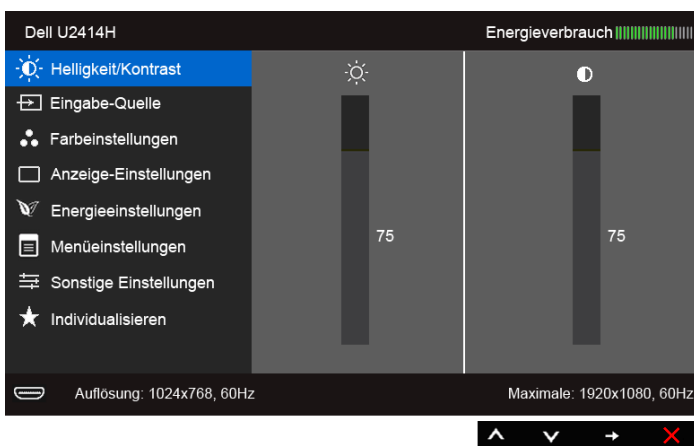 Dell U2414H
Energieverbrauch
Helligkeit/Kontrast
Eingabe-Quelle
Farbeinstellungen
Anzeige-Einstellungen
Energieeinstellungen
Menüeinstellungen
Sonstige Einstellungen
Individualisieren
75
75
Auflösung: 1024x768, 60Hz
Maximale: 1920x1080, 60Hz